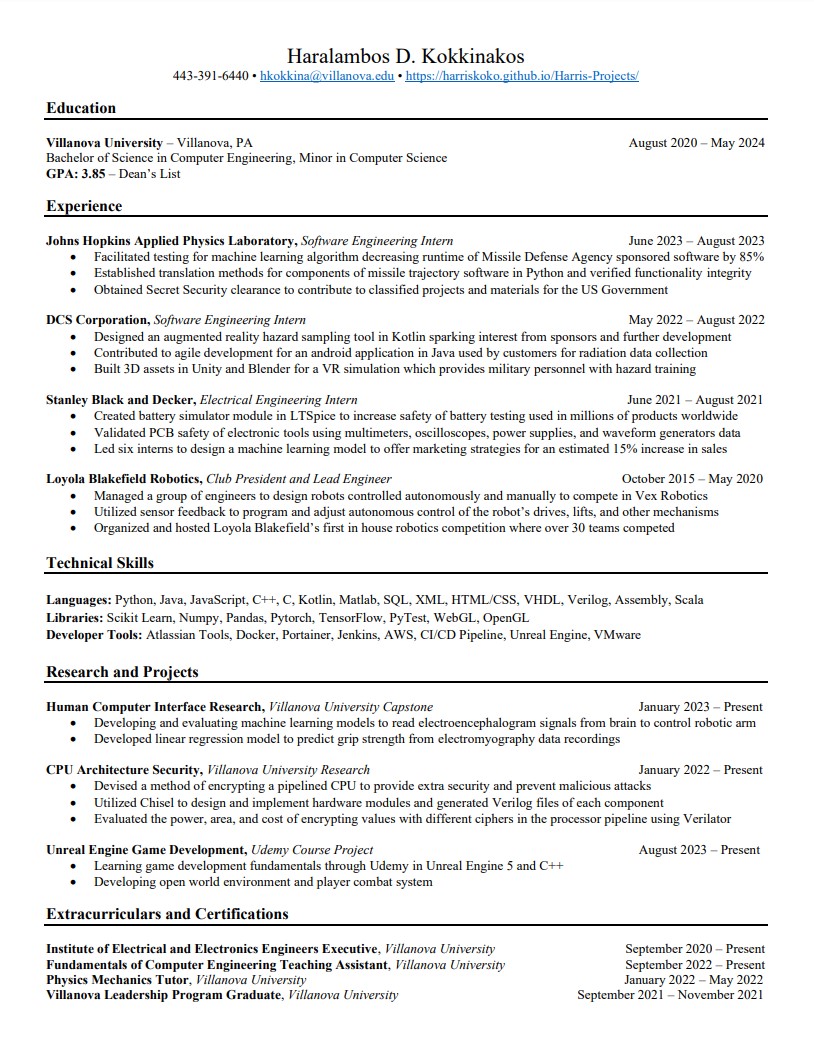 Haralambos D. Kokkinakos
443-391-6440 • hkokkina@villanova.edu • https://harriskoko.github.io/Harris-Projects/
Education
Villanova University – Villanova, PA August 2020 – May 2024
Bachelor of Science in Computer Engineering, Minor in Computer Science
GPA: 3.85 – Dean's List
Experience
Johns Hopkins Applied Physics Laboratory, Software Engineering Intern June 2023 – August 2023
• Facilitated testing for machine learning algorithm decreasing runtime of Missile Defense Agency sponsored software by 85%
• Established translation methods for components of missile trajectory software in Python and verified functionality integrity
• Obtained Secret Security clearance to contribute to classified projects and materials for the US Government
DCS Corporation, Software Engineering Intern May 2022 – August 2022
• Designed an augmented reality hazard sampling tool in Kotlin sparking interest from sponsors and further development
• Contributed to agile development for an android application in Java used by customers for radiation data collection
• Built 3D assets in Unity and Blender for a VR simulation which provides military personnel with hazard training
Stanley Black and Decker, Electrical Engineering Intern June 2021 – August 2021
• Created battery simulator module in LTSpice to increase safety of battery testing used in millions of products worldwide
• Validated PCB safety of electronic tools using multimeters, oscilloscopes, power supplies, and waveform generators data
• Led six interns to design a machine learning model to offer marketing strategies for an estimated 15% increase in sales
Loyola Blakefield Robotics, Club President and Lead Engineer October 2015 – May 2020
• Managed a group of engineers to design robots controlled autonomously and manually to compete in Vex Robotics
• Utilized sensor feedback to program and adjust autonomous control of the robot's drives, lifts, and other mechanisms
• Organized and hosted Loyola Blakefield's first in house robotics competition where over 30 teams competed
Technical Skills
Languages: Python, Java, JavaScript, C++, C, Kotlin, Matlab, SQL, XML, HTML/CSS, VHDL, Verilog, Assembly, Scala
Libraries: Scikit Learn, Numpy, Pandas, Pytorch, TensorFlow, PyTest, WebGL, OpenGL
Developer Tools: Atlassian Tools, Docker, Portainer, Jenkins, AWS, CI/CD Pipeline, Unreal Engine, VMware
Research and Projects
Human Computer Interface Research, Villanova University Capstone January 2023 – Present
• Developing and evaluating machine learning models to read electroencephalogram signals from brain to control robotic arm
• Developed linear regression model to predict grip strength from electromyography data recordings
CPU Architecture Security, Villanova University Research January 2022 – Present
• Devised a method of encrypting a pipelined CPU to provide extra security and prevent malicious attacks
• Utilized Chisel to design and implement hardware modules and generated Verilog files of each component
• Evaluated the power, area, and cost of encrypting values with different ciphers in the processor pipeline using Verilator
Unreal Engine Game Development, Udemy Course Project August 2023 – Present
• Learning game development fundamentals through Udemy in Unreal Engine 5 and C++
• Developing open world environment and player combat system
Extracurriculars and Certifications
Institute of Electrical and Electronics Engineers Executive, Villanova University September 2020 – Present
Fundamentals of Computer Engineering Teaching Assistant, Villanova University September 2022 – Present
Physics Mechanics Tutor, Villanova University January 2022 – May 2022
Villanova Leadership Program Graduate, Villanova University September 2021 – November 2021